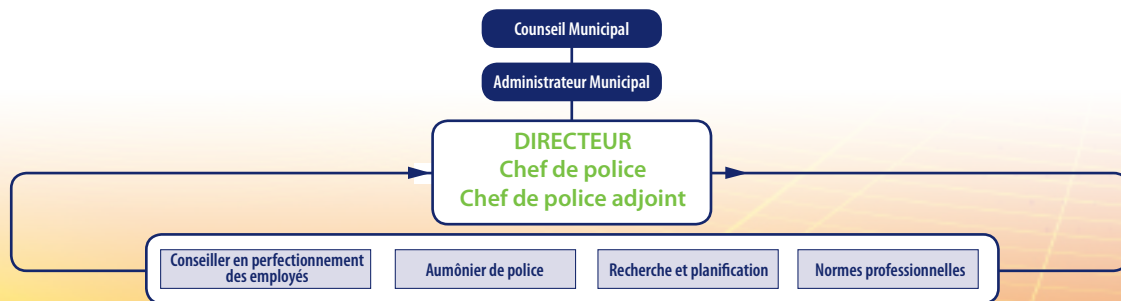 Counseil Municipal
Administrateur Municipal
DIRECTEUR
Chef de police
Chef de police adjoint
Conseiller en perfectionnement
des employés
Aumônier de police
Recherche et planification
Normes professionnelles